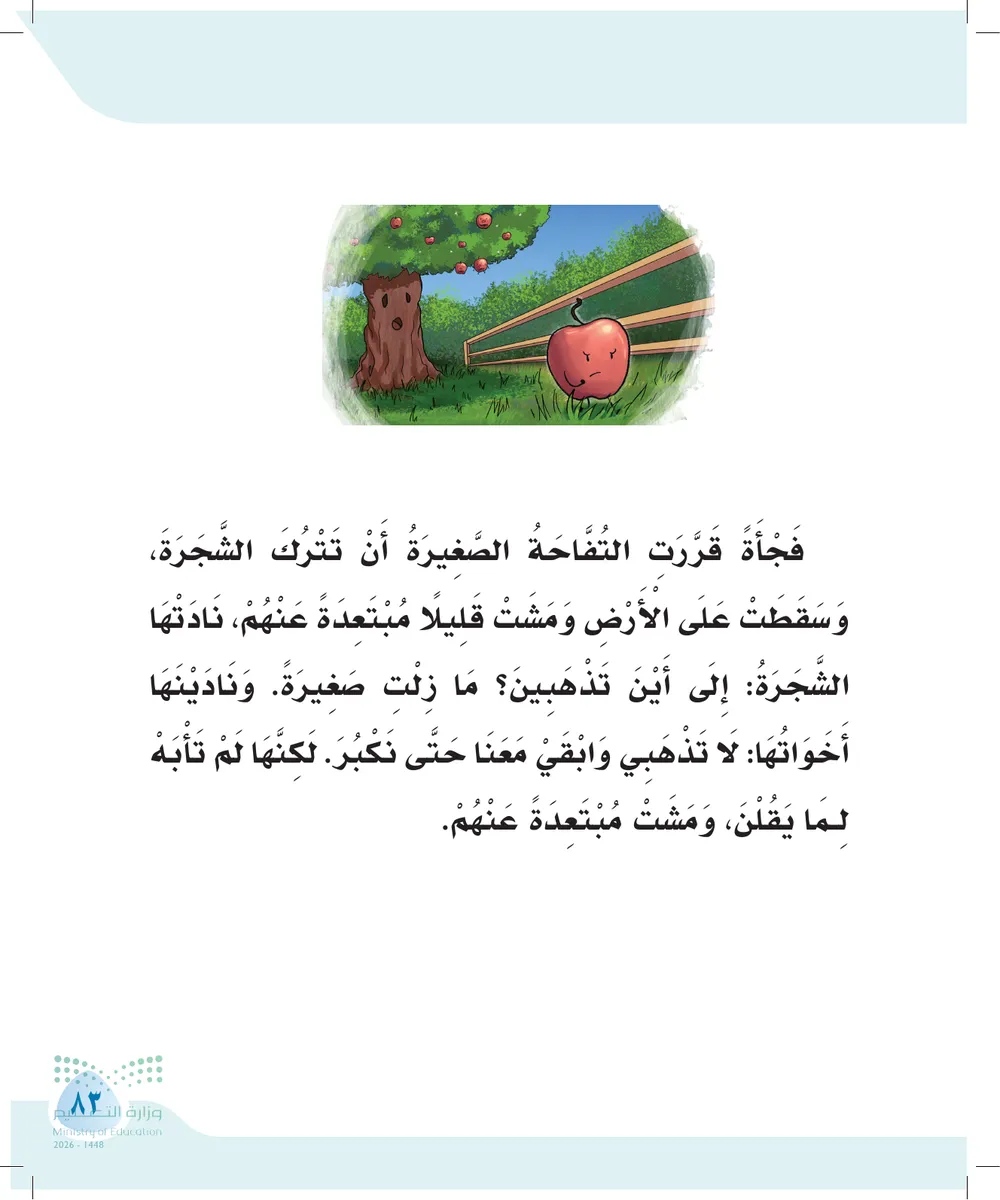 فَجْأَةً قَرَّرَتِ التُفَّاحَةُ الصَّغِيرَةُ أَنْ تَتْرُكَ الشَّجَرَةَ،
وَسَقَطَتْ عَلَى الْأَرْضِ وَمَشَتْ قَلِيلًا مُبْتَعِدَةً عَنْهُمْ، نَادَتْهَا
الشَّجَرَةُ: إِلَى أَيْنَ تَذْهَبِينَ؟ مَا زِلْتِ صَغِيرَةً. وَنَادَيْنَهَا
أَخَوَاتُهَا: لَا تَذْهَبِي وَابْقَيْ مَعَنَا حَتَّى نَكْبُرَ. لَكِنَّهَا لَمْ تَأْبَهْ
لِمَا يَقُلْنَ، وَمَشَتْ مُبْتَعِدَةً عَنْهُمْ.
٨٣
وزارة التعليم
Ministry of Education
2026 - 1448